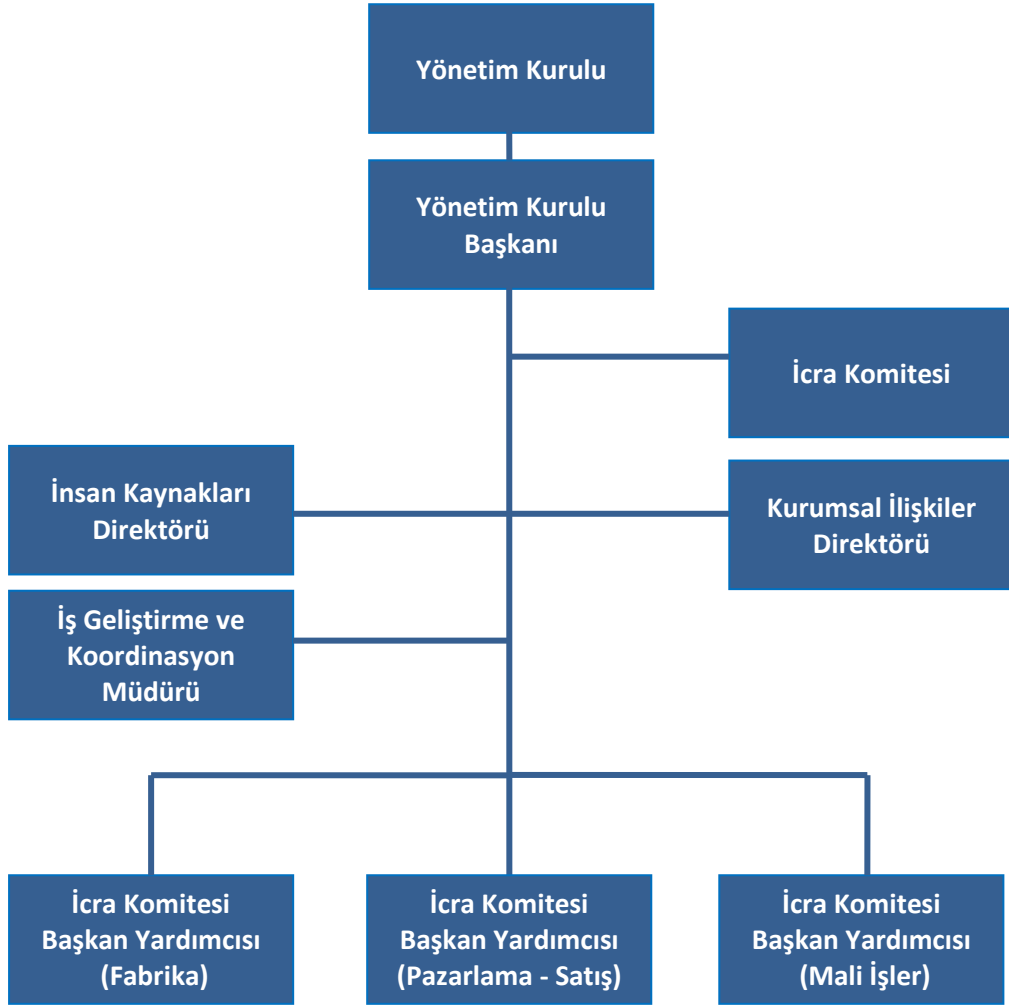 Yönetim Kurulu
Yönetim Kurulu
Başkanı
İcra Komitesi
İnsan Kaynakları
Direktörü
Kurumsal İlişkiler
Direktörü
İş Geliştirme ve
Koordinasyon
Müdürü
İcra Komitesi
Başkan Yardımcısı
(Fabrika)
İcra Komitesi
Başkan Yardımcısı
(Pazarlama - Satış)
İcra Komitesi
Başkan Yardımcısı
(Mali İşler)